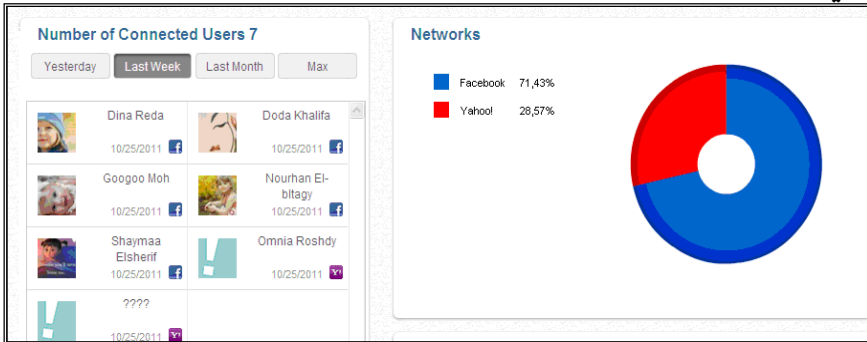 Number of Connected Users 7
Yesterday Last Week Last Month Max
Dina Reda
10/25/2011
Doda Khalifa
10/25/2011
Googoo Moh
10/25/2011
Nourhan El-
bltagy
10/25/2011
Shaymaa
Elsherif
10/25/2011
Omnia Roshdy
10/25/2011
????
10/25/2011
Networks
Facebook 71,43%
Yahoo! 28,57%